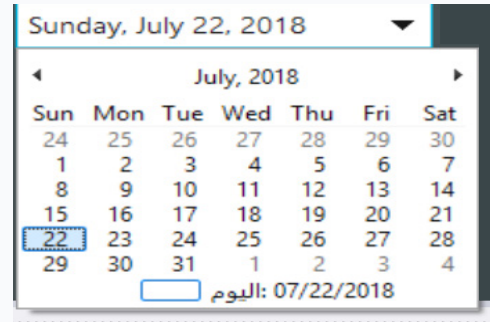 Sunday, July 22, 2018
July, 2018
Sun Mon Tue Wed Thu Fri Sat
24 25 26 27 28 29 30
1 2 3 4 5 6 7
8 9 10 11 12 13 14
15 16 17 18 19 20 21
22 23 24 25 26 27 28
29 30 31 1 2 3 4
اليوم: 07/22/2018